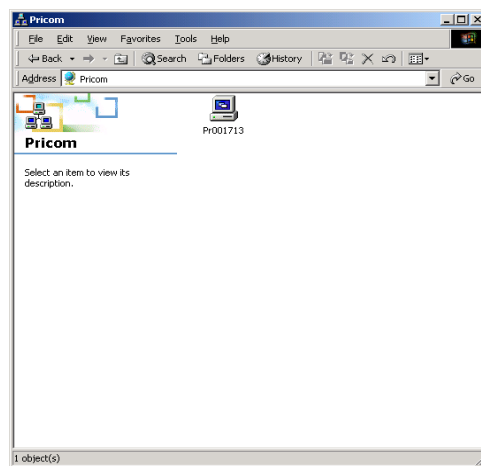 Pricom
File Edit View Favorites Tools Help
Back Search Folders History
Address Pricom Go
Pr001713
Pricom
Select an item to view its
description.
1 object(s)